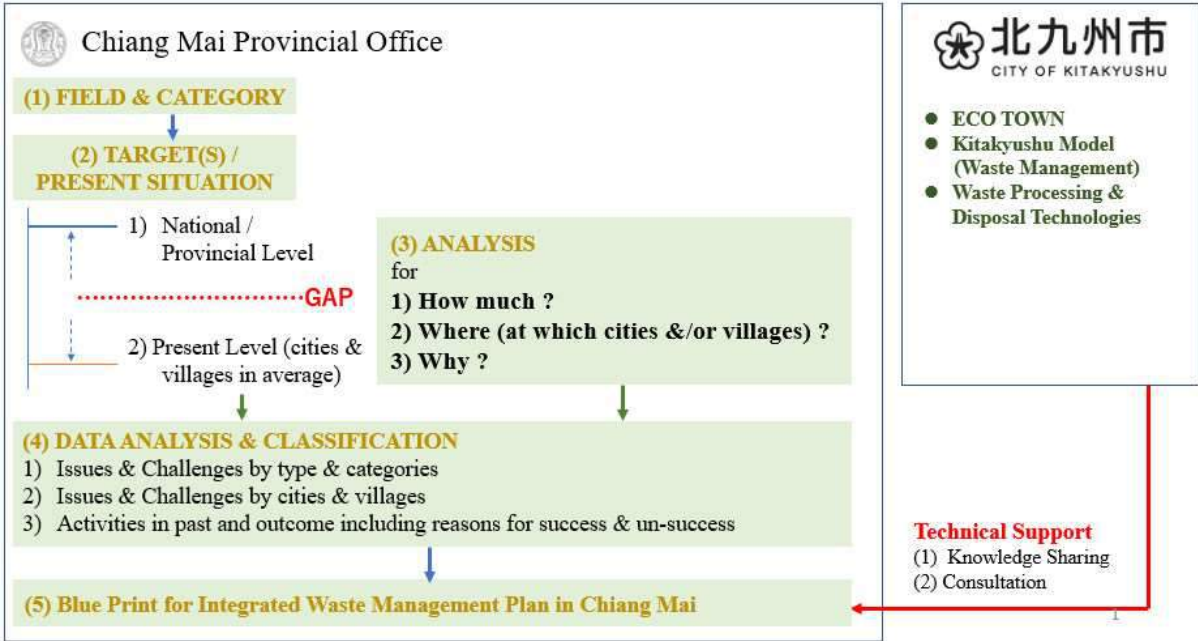 Chiang Mai Provincial Office
(1) FIELD & CATEGORY
(2) TARGET(S) /
PRESENT SITUATION
1) National /
Provincial Level
GAP
2) Present Level (cities &
villages in average)
(3) ANALYSIS
for
1) How much ?
2) Where (at which cities &/or villages) ?
3) Why ?
(4) DATA ANALYSIS & CLASSIFICATION
1) Issues & Challenges by type & categories
2) Issues & Challenges by cities & villages
3) Activities in past and outcome including reasons for success & un-success
(5) Blue Print for Integrated Waste Management Plan in Chiang Mai
北九州市
CITY OF KITAKYUSHU
● ECO TOWN
● Kitakyushu Model
(Waste Management)
● Waste Processing &
Disposal Technologies
Technical Support
(1) Knowledge Sharing
(2) Consultation
1